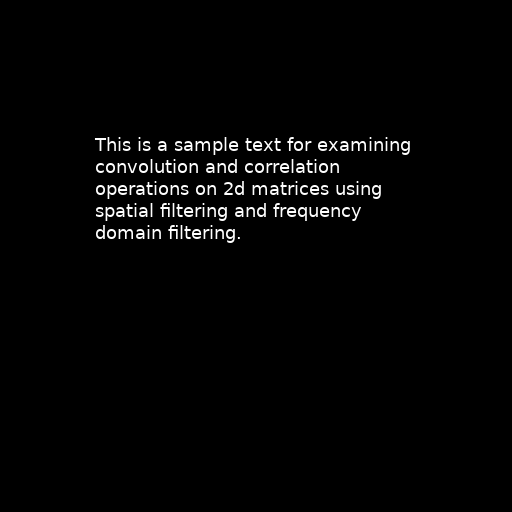 This is a sample text for examining
convolution and correlation
operations on 2d matrices using
spatial filtering and frequency
domain filtering.